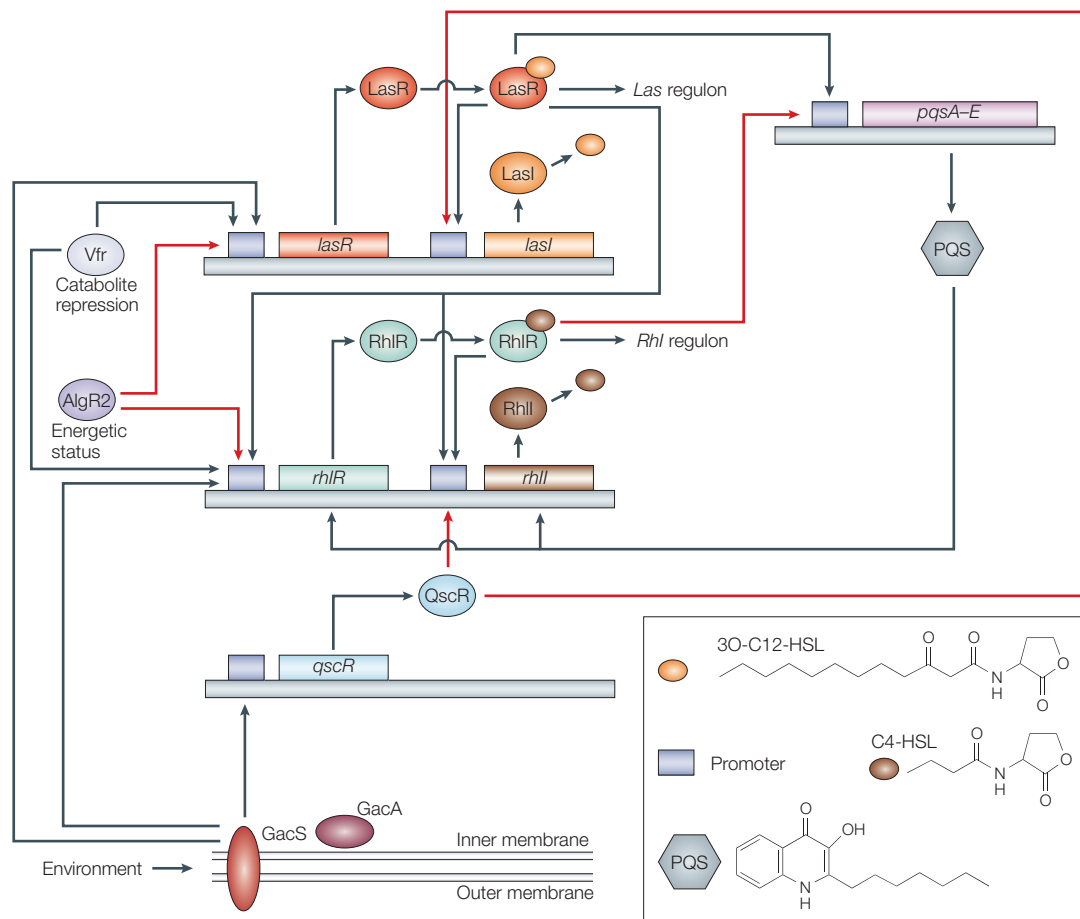 LasR
LasR
Las regulon
pqsA–E
LasI
Vfr
lasR
lasI
PQS
Catabolite
repression
RhlR
RhlR
Rhl regulon
AlgR2
RhlI
Energetic
status
rhlR
rhlI
QscR
qscR
3O-C12-HSL
O
O
O
N
H
O
Promoter
C4-HSL
O
O
N
H
O
GacA
GacS
Inner membrane
Environment
Outer membrane
PQS
O
OH
N
H